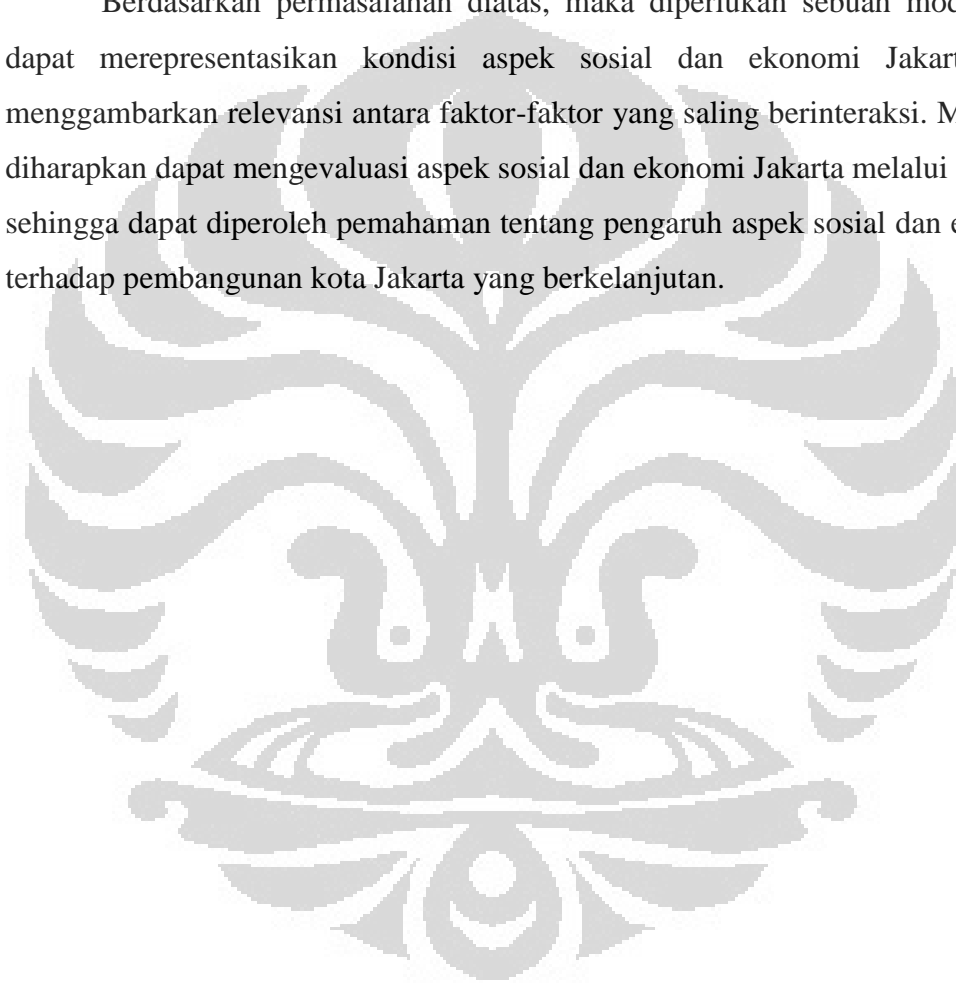 Berdasarkan permasalahan diatas, maka diperlukan sebuah
dapat merepresentasikan kondisi aspek sosial dan ekonomi
menggambarkan relevansi antara faktor-faktor yang saling berinteraksi.
diharapkan dapat mengevaluasi aspek sosial dan ekonomi Jakarta melalui
sehingga dapat diperoleh pemahaman tentang pengaruh aspek sosial dan
terhadap pembangunan kota Jakarta yang berkelanjutan.